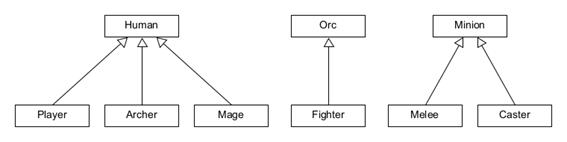 Human
Orc
Minion
Player
Archer
Mage
Fighter
Melee
Caster